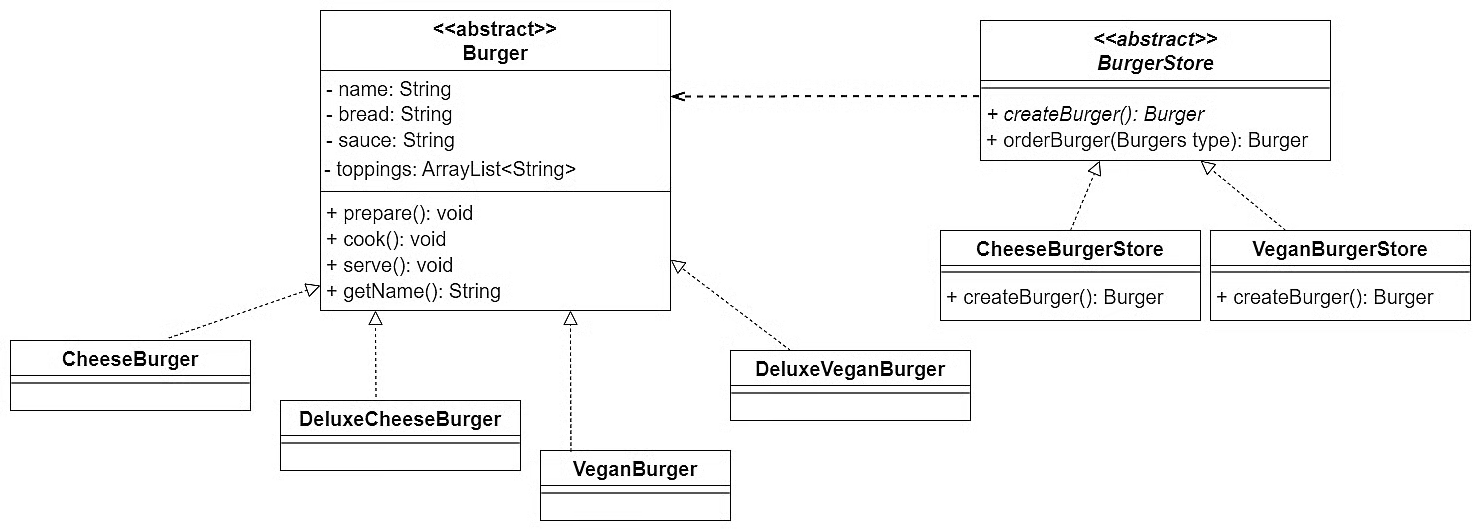 <<abstract>>
Burger
- name: String
- bread: String
- sauce: String
- toppings: ArrayList<String>
+ prepare(): void
+ cook(): void
+ serve(): void
+ getName(): String
<<abstract>>
BurgerStore
+ createBurger(): Burger
+ orderBurger(Burgers type): Burger
CheeseBurgerStore
+ createBurger(): Burger
VeganBurgerStore
+ createBurger(): Burger
CheeseBurger
DeluxeCheeseBurger
VeganBurger
DeluxeVeganBurger